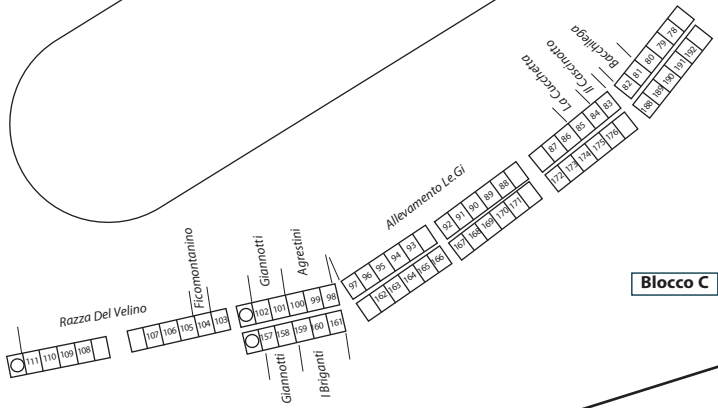 Bacchilega
Il Cascinotto
La Cucchetta
Allevamento Le.Gi
Agrestini
Giannotti
Ficomontanino
Razza Del Velino
Giannotti
I Briganti
Blocco C
82 81 80 79 78
188 189 190 191 192
87 86 85 84 83
172 173 174 175 176
92 91 90 89 88
167 168 169 170 171
97 96 95 94 93
162 163 164 165 166
102 101 100 99 98
157 158 159 160 161
107 106 105 104 103
111 110 109 108